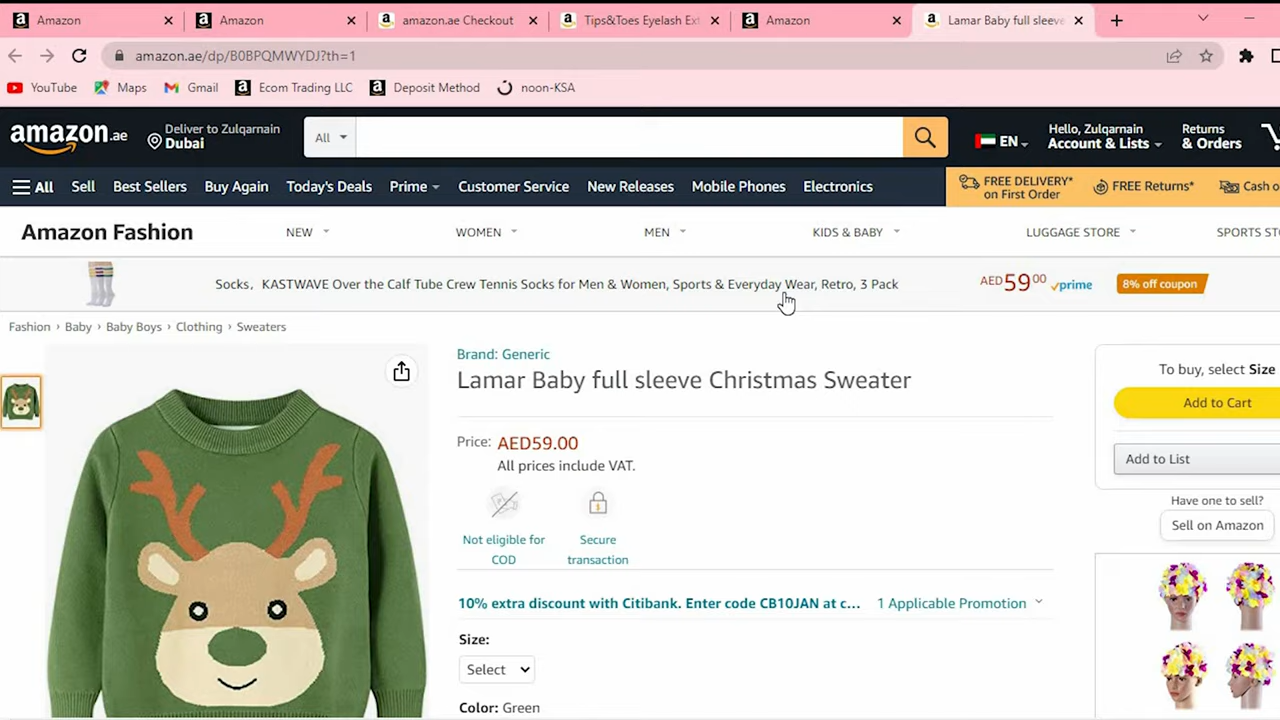 Amazon
Amazon
amazon.ae Checkout
Tips&Toes Eyelash Ext
Amazon
Lamar Baby full sleeve
amazon.ae/dp/B0BPQMWYDJ?th=1
YouTube
Maps
Gmail
Ecom Trading LLC
Deposit Method
noon-KSA
amazon.ae
Deliver to Zulqarnain
Dubai
All
EN
Hello, Zulqarnain
Account & Lists
Returns
& Orders
All
Sell
Best Sellers
Buy Again
Today's Deals
Prime
Customer Service
New Releases
Mobile Phones
Electronics
FREE DELIVERY*
on First Order
FREE Returns*
Cash o
Amazon Fashion
NEW
WOMEN
MEN
KIDS & BABY
LUGGAGE STORE
SPORTS ST
Socks, KASTWAVE Over the Calf Tube Crew Tennis Socks for Men & Women, Sports & Everyday Wear, Retro, 3 Pack
AED 59.00
prime
8% off coupon
Fashion › Baby › Baby Boys › Clothing › Sweaters
Brand: Generic
Lamar Baby full sleeve Christmas Sweater
Price: AED59.00
All prices include VAT.
Not eligible for
COD
Secure
transaction
10% extra discount with Citibank. Enter code CB10JAN at c...
1 Applicable Promotion
Size:
Select
Color: Green
To buy, select Size
Add to Cart
Add to List
Have one to sell?
Sell on Amazon